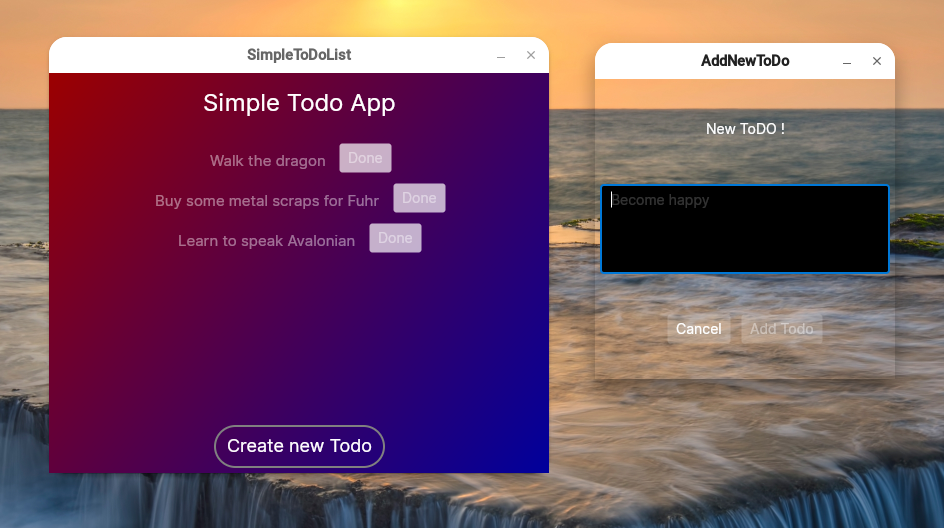 SimpleToDoList
Simple Todo App
Walk the dragon Done
Buy some metal scraps for Fuhr Done
Learn to speak Avalonian Done
Create new Todo
AddNewToDo
New ToDO !
Become happy
Cancel Add Todo